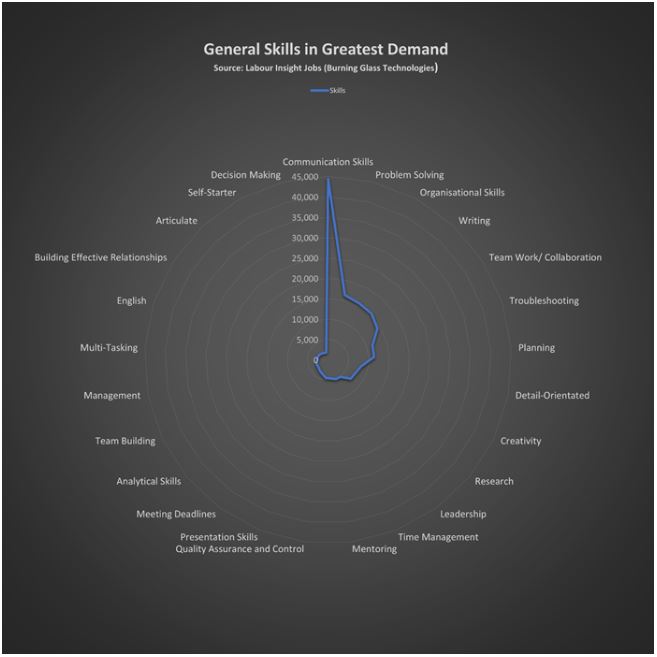 General Skills in Greatest Demand
Source: Labour Insight Jobs (Burning Glass Technologies)
Skills
Communication Skills
Problem Solving
Organisational Skills
Writing
Team Work/ Collaboration
Troubleshooting
Planning
Detail-Orientated
Creativity
Research
Leadership
Time Management
Mentoring
Quality Assurance and Control
Presentation Skills
Meeting Deadlines
Analytical Skills
Team Building
Management
Multi-Tasking
English
Building Effective Relationships
Articulate
Self-Starter
Decision Making
45,000
40,000
35,000
30,000
25,000
20,000
15,000
10,000
5,000
0